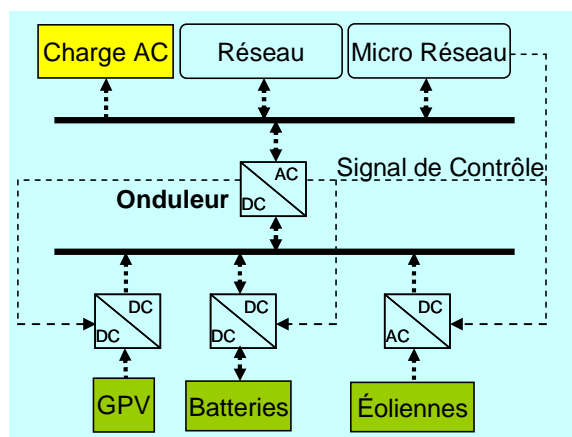 Charge AC
Réseau
Micro Réseau
AC
DC
Onduleur
Signal de Contrôle
DC
DC
DC
DC
DC
AC
GPV
Batteries
Éoliennes